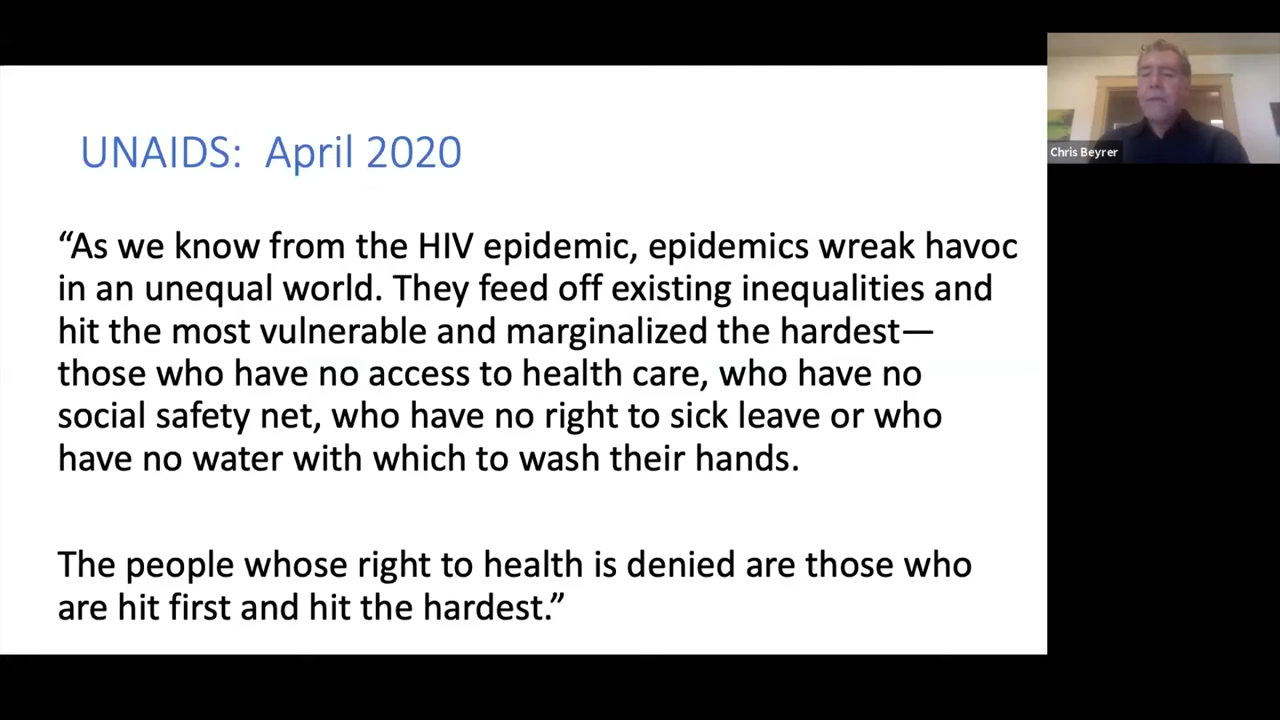 UNAIDS: April 2020
“As we know from the HIV epidemic, epidemics wreak havoc
in an unequal world. They feed off existing inequalities and
hit the most vulnerable and marginalized the hardest—
those who have no access to health care, who have no
social safety net, who have no right to sick leave or who
have no water with which to wash their hands.
The people whose right to health is denied are those who
are hit first and hit the hardest.”
Chris Beyrer